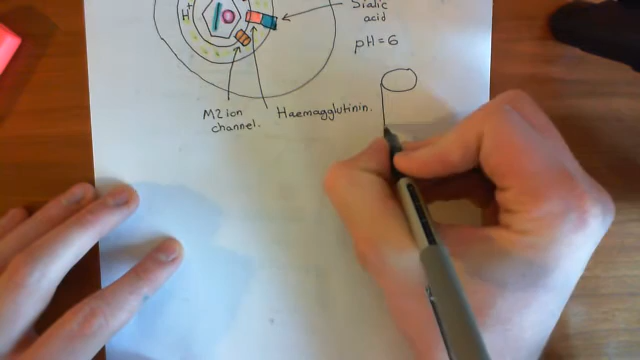 Sialic
acid
H+
pH=6
M2 ion
channel.
Haemagglutinin.